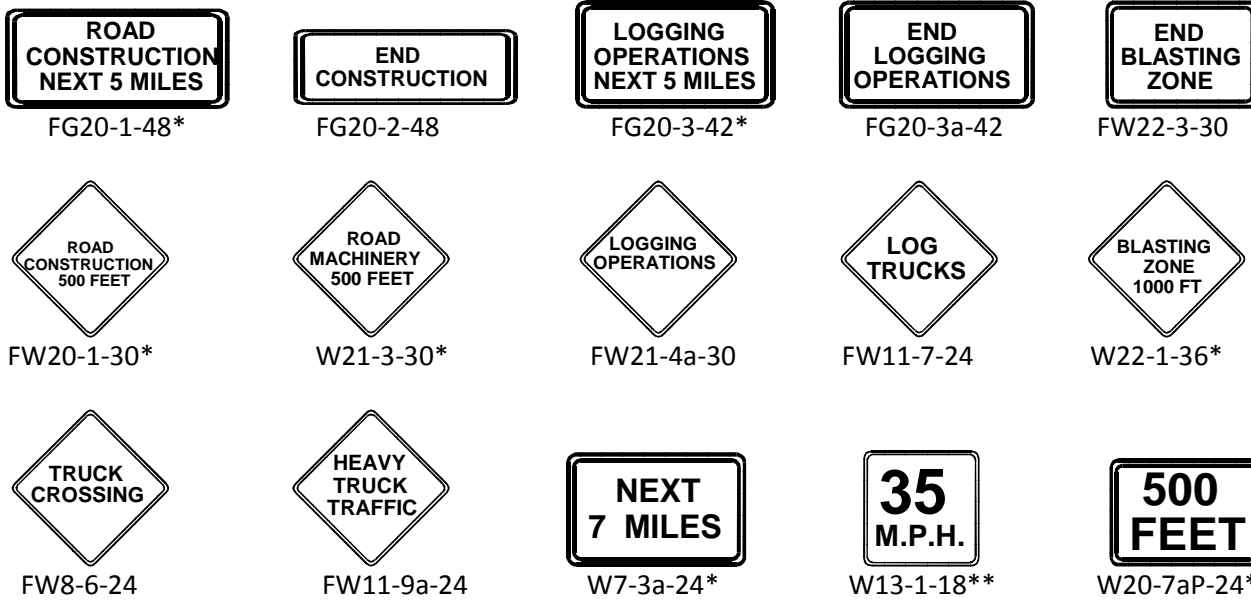 ROAD
CONSTRUCTION
NEXT 5 MILES
FG20-1-48*
END
CONSTRUCTION
FG20-2-48
LOGGING
OPERATIONS
NEXT 5 MILES
FG20-3-42*
END
LOGGING
OPERATIONS
FG20-3a-42
END
BLASTING
ZONE
FW22-3-30
ROAD
CONSTRUCTION
500 FEET
FW20-1-30*
ROAD
MACHINERY
500 FEET
W21-3-30*
LOGGING
OPERATIONS
FW21-4a-30
LOG
TRUCKS
FW11-7-24
BLASTING
ZONE
1000 FT
W22-1-36*
TRUCK
CROSSING
FW8-6-24
HEAVY
TRUCK
TRAFFIC
FW11-9a-24
NEXT
7 MILES
W7-3a-24*
35
M.P.H.
W13-1-18**
500
FEET
W20-7aP-24*